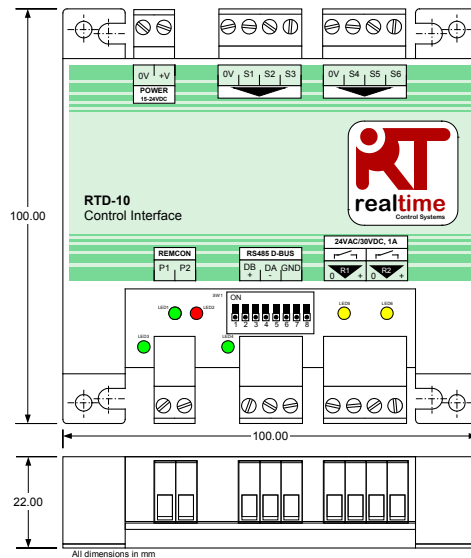 0V +V
POWER
15-24VDC
0V S1 S2 S3
0V S4 S5 S6
RT
realtime
Control Systems
RTD-10
Control Interface
100.00
24VAC/30VDC, 1A
REMCON
RS485 D-BUS
P1 P2
DB DA GND
+ -
R1 R2
0 + 0 +
SW1
ON
1 2 3 4 5 6 7 8
LED1
LED2
LED5
LED6
LED3
LED4
100.00
22.00
All dimensions in mm